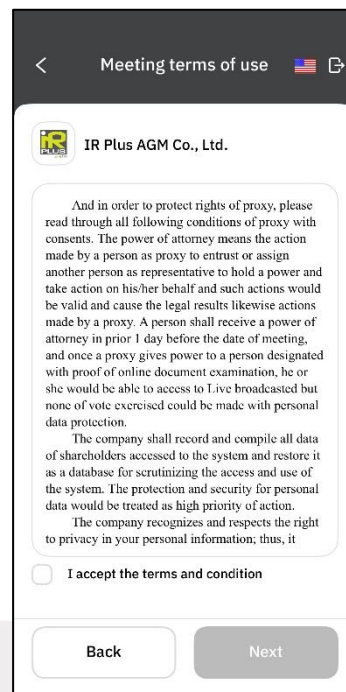 Meeting terms of use
iR
PLUS
IR Plus AGM Co., Ltd.
And in order to protect rights of proxy, please
read through all following conditions of proxy with
consents. The power of attorney means the action
made by a person as proxy to entrust or assign
another person as representative to hold a power and
take action on his/her behalf and such actions would
be valid and cause the legal results likewise actions
made by a proxy. A person shall receive a power of
attorney in prior 1 day before the date of meeting,
and once a proxy gives power to a person designated
with proof of online document examination, he or
she would be able to access to Live broadcasted but
none of vote exercised could be made with personal
data protection.
The company shall record and compile all data
of shareholders accessed to the system and restore it
as a database for scrutinizing the access and use of
the system. The protection and security for personal
data would be treated as high priority of action.
The company recognizes and respects the right
to privacy in your personal information; thus, it
I accept the terms and condition
Back
Next